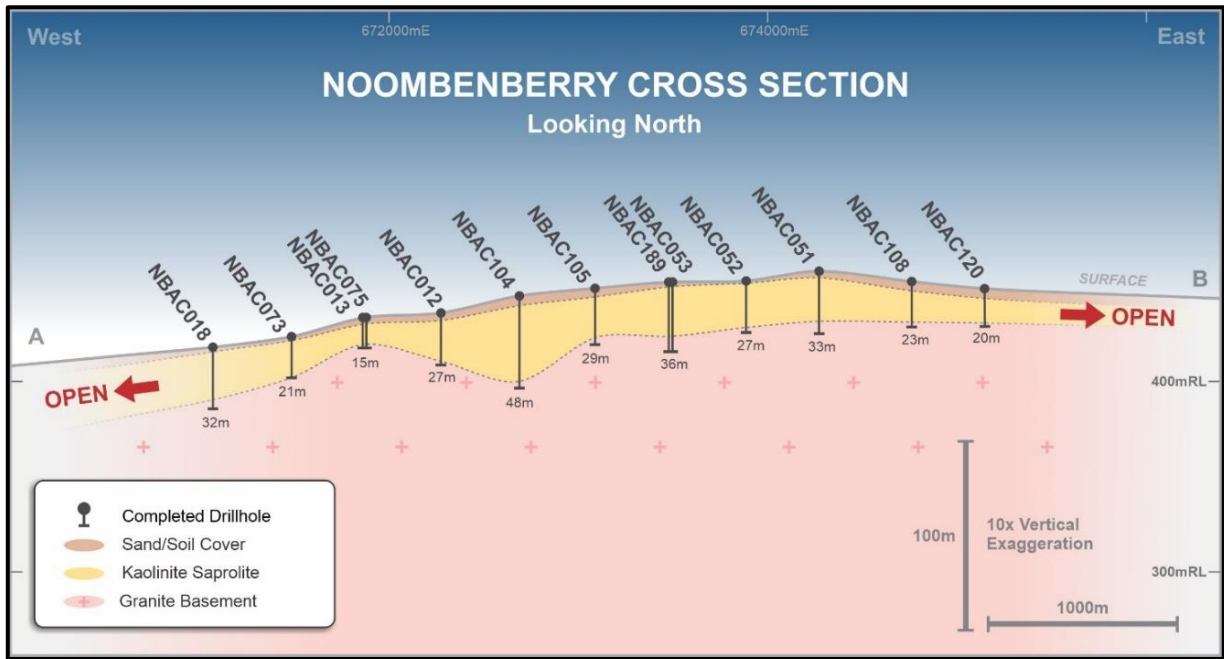 West
672000mE
674000mE
East
NOOMBENBERRY CROSS SECTION
Looking North
NBAC018
NBAC073
NBAC013
NBAC075
NBAC012
NBAC104
NBAC105
NBAC189
NBAC053
NBAC052
NBAC051
NBAC108
NBAC120
SURFACE
B
A
OPEN
OPEN
32m
21m
15m
27m
48m
29m
36m
27m
33m
23m
20m
400mRL
300mRL
Completed Drillhole
Sand/Soil Cover
Kaolinite Saprolite
Granite Basement
100m
10x Vertical
Exaggeration
1000m